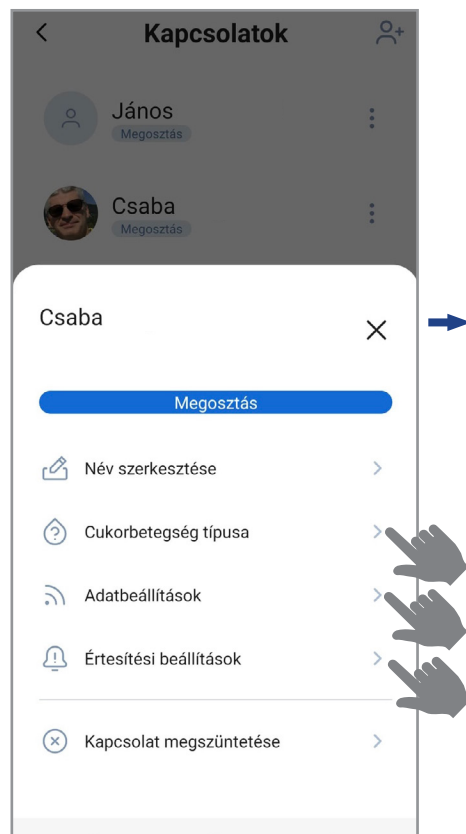 Kapcsolatok
János
Megosztás
Csaba
Megosztás
Csaba
Megosztás
Név szerkesztése
Cukorbetegség típusa
Adatbeállítások
Értesítési beállítások
Kapcsolat megszüntetése